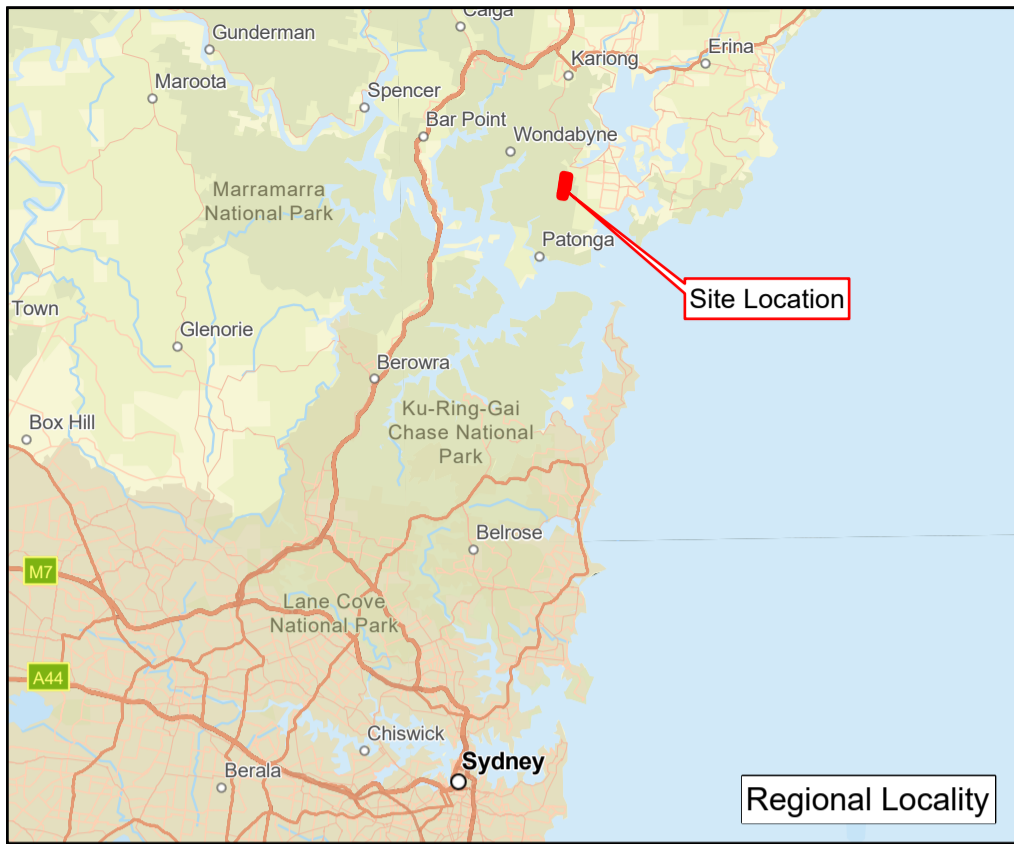 Calga
Gunderman
Erina
Kariong
Maroota
Spencer
Bar Point
Wondabyne
Marramarra
National Park
Patonga
Site Location
Town
Glenorie
Berowra
Ku-Ring-Gai
Chase National
Park
Box Hill
Belrose
M7
Lane Cove
National Park
A44
Chiswick
Sydney
Berala
Regional Locality